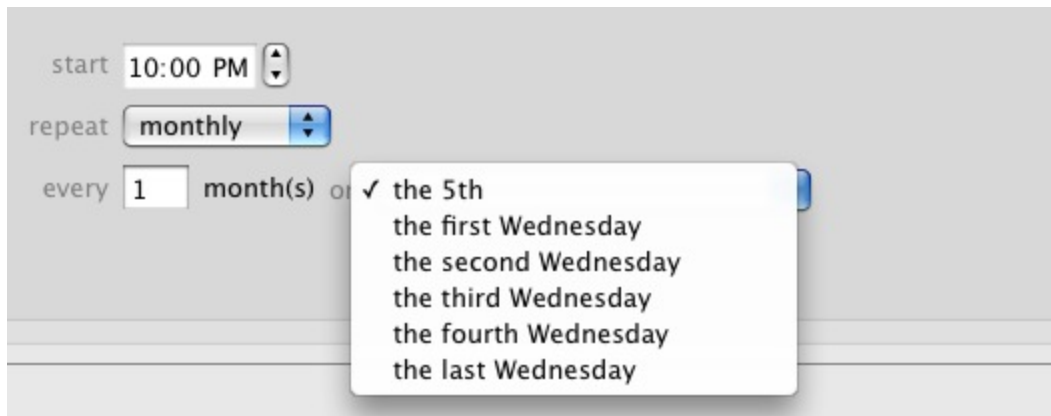 start 10:00 PM
repeat monthly
every 1 month(s) on ✓ the 5th
the first Wednesday
the second Wednesday
the third Wednesday
the fourth Wednesday
the last Wednesday